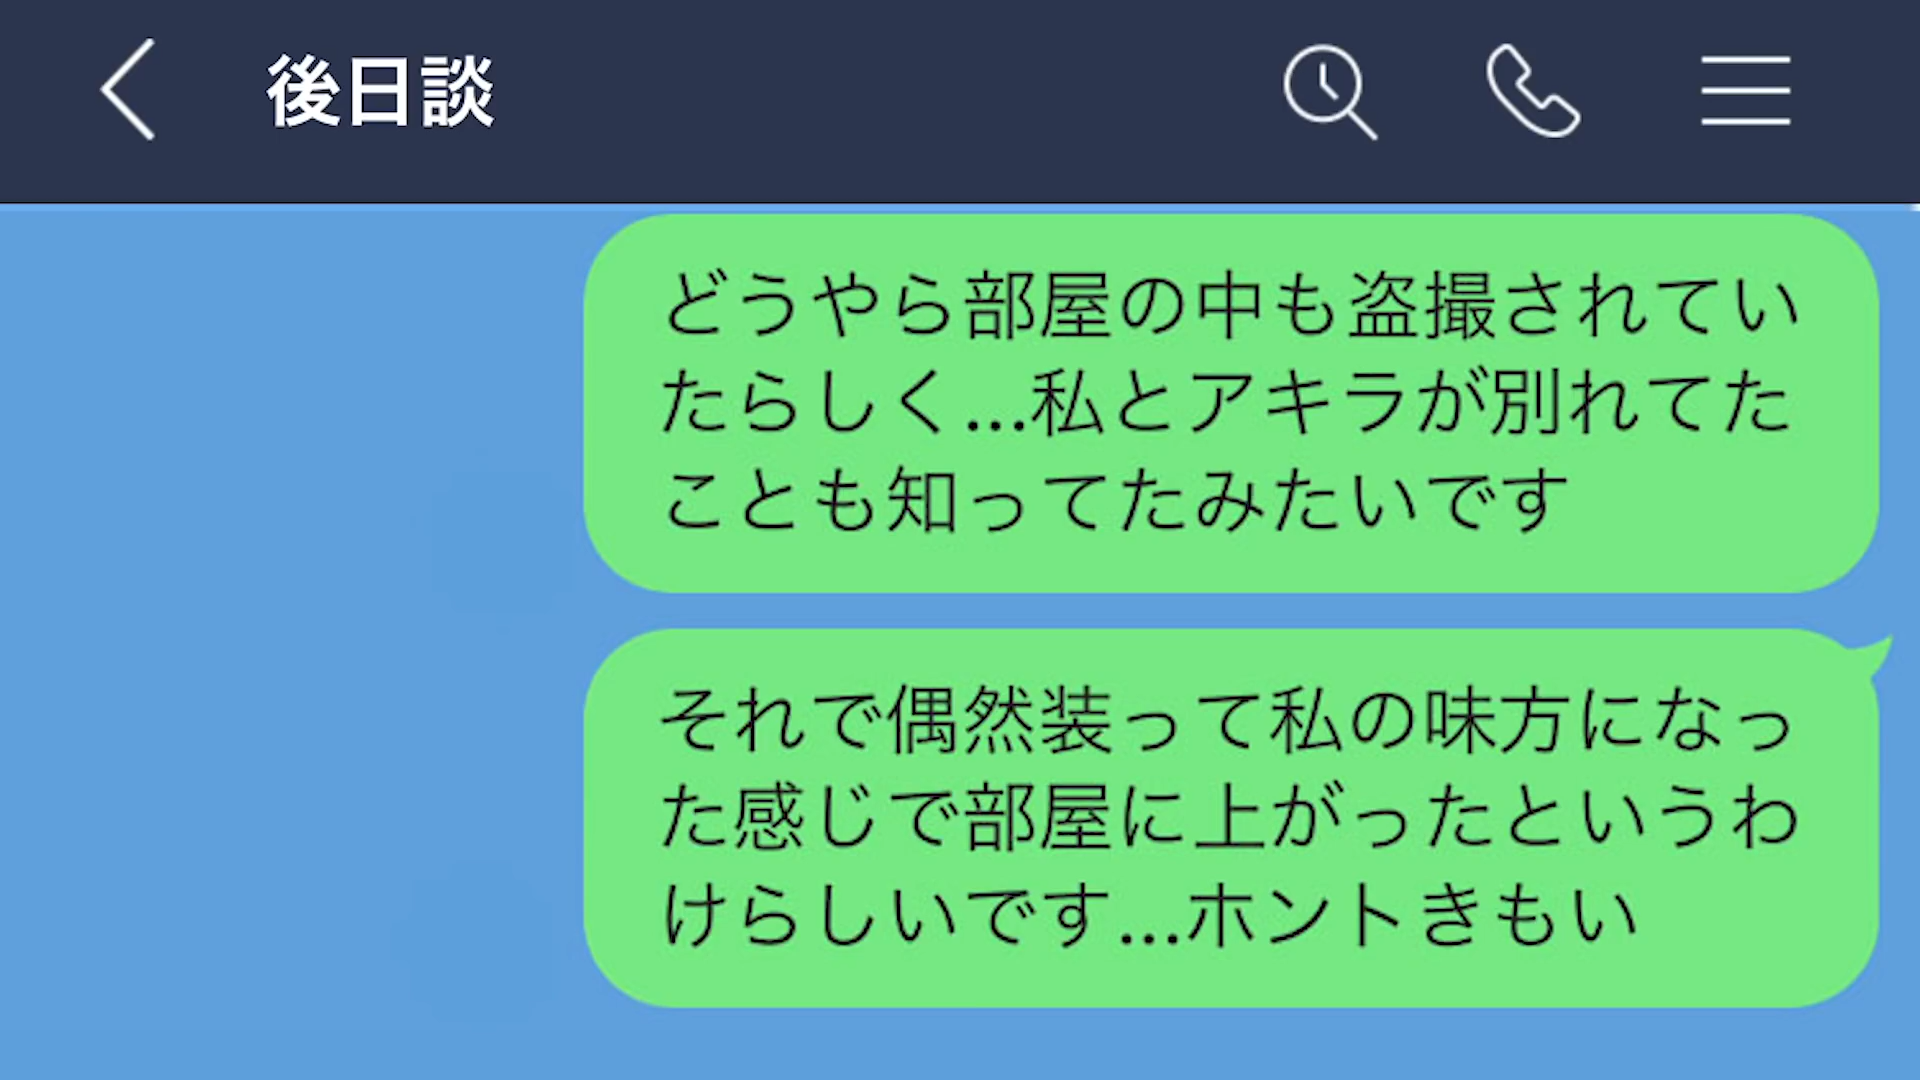 後日談
どうやら部屋の中も盗撮されてい
たらしく...私とアキラが別れてた
ことも知ってたみたいです
それで偶然装って私の味方になっ
た感じで部屋に上がったというわ
けらしいです...ホントきもい